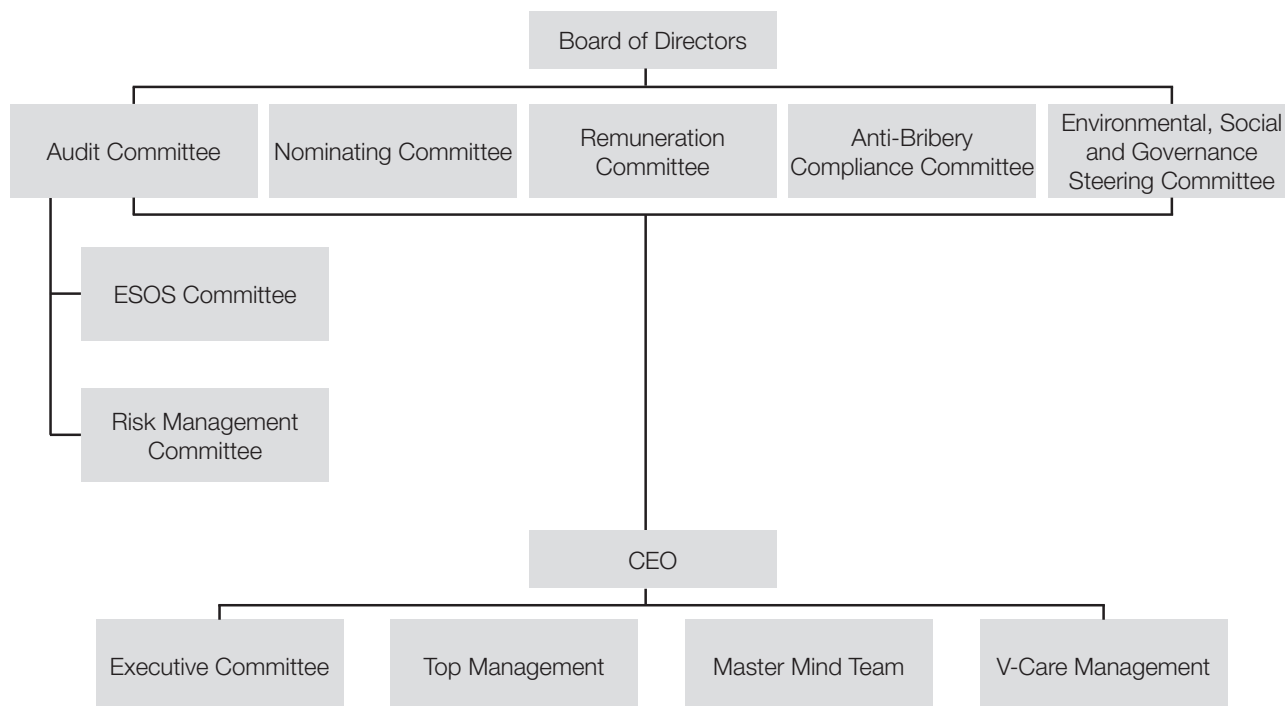 Board of Directors
Audit Committee
Nominating Committee
Remuneration
Committee
Anti-Bribery
Compliance Committee
Environmental, Social
and Governance
Steering Committee
ESOS Committee
Risk Management
Committee
CEO
Executive Committee
Top Management
Master Mind Team
V-Care Management